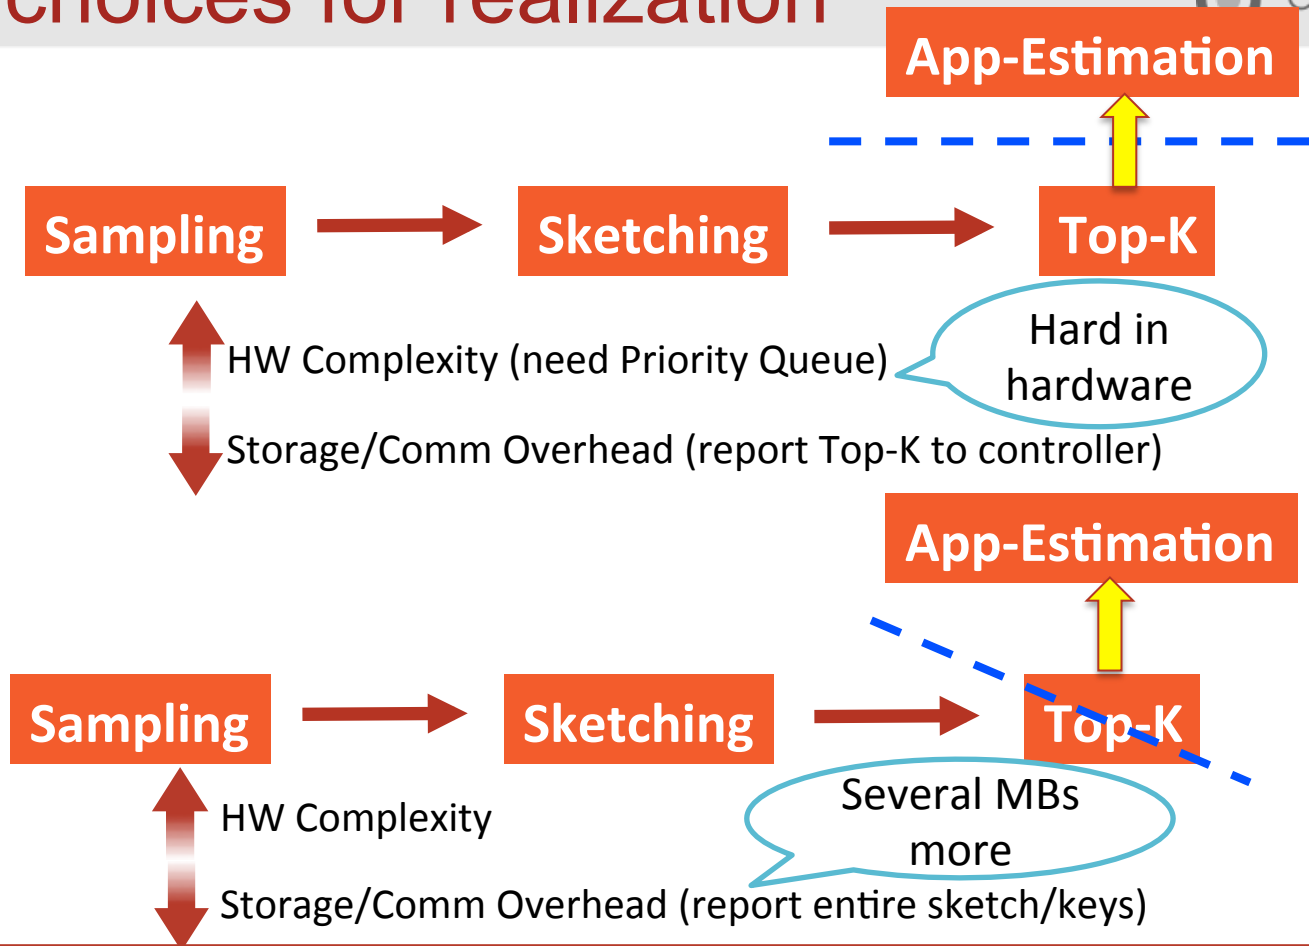 choices for realization
App-Estimation
Sampling
Sketching
Top-K
HW Complexity (need Priority Queue)
Hard in
hardware
Storage/Comm Overhead (report Top-K to controller)
App-Estimation
Sampling
Sketching
Top-K
HW Complexity
Several MBs
more
Storage/Comm Overhead (report entire sketch/keys)